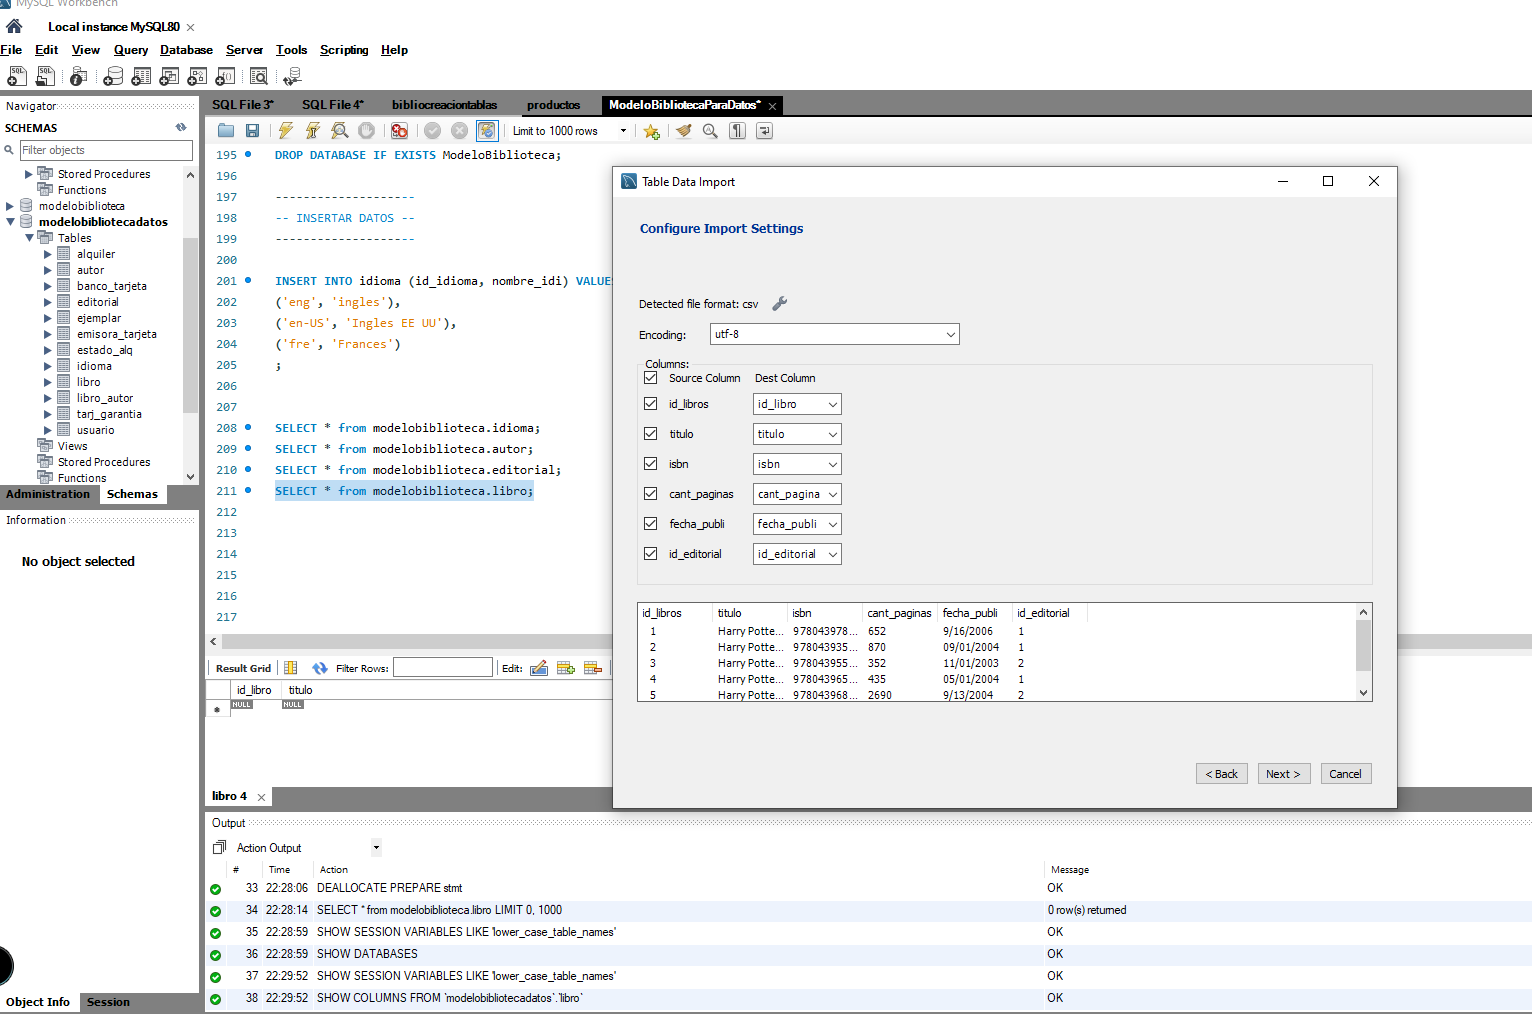 MySQL Workbench
Local instance MySQL80
File Edit View Query Database Server Tools Scripting Help
Navigator
SCHEMAS
Filter objects
Stored Procedures
Functions
modelobiblioteca
modelobibliotecadatos
Tables
alquiler
autor
banco_tarjeta
editorial
ejemplar
emisora_tarjeta
estado_alq
idioma
libro
libro_autor
tarj_garantia
usuario
Views
Stored Procedures
Functions
Administration Schemas
Information
No object selected
Object Info Session
SQL File 3* SQL File 4* bibliocreaciontablas productos ModeloBibliotecaParaDatos*
Limit to 1000 rows
195 DROP DATABASE IF EXISTS ModeloBiblioteca;
196
197 --------------------
198 -- INSERTAR DATOS --
199 --------------------
200
201 INSERT INTO idioma (id_idioma, nombre_idi) VALUES
202 ('eng', 'ingles'),
203 ('en-US', 'Ingles EE UU'),
204 ('fre', 'Frances')
205 ;
206
207
208 SELECT * from modelobiblioteca.idioma;
209 SELECT * from modelobiblioteca.autor;
210 SELECT * from modelobiblioteca.editorial;
211 SELECT * from modelobiblioteca.libro;
212
213
214
215
216
217
Result Grid Filter Rows: Edit:
id_libro titulo
NULL NULL
libro 4
Table Data Import
Configure Import Settings
Detected file format: csv
Encoding: utf-8
Columns:
Source Column Dest Column
id_libros id_libro
titulo titulo
isbn isbn
cant_paginas cant_pagina
fecha_publi fecha_publi
id_editorial id_editorial
id_libros titulo isbn cant_paginas fecha_publi id_editorial
1 Harry Potte... 978043978... 652 9/16/2006 1
2 Harry Potte... 978043935... 870 09/01/2004 1
3 Harry Potte... 978043955... 352 11/01/2003 2
4 Harry Potte... 978043965... 435 05/01/2004 1
5 Harry Potte... 978043968... 2690 9/13/2004 2
< Back Next > Cancel
Output
Action Output
# Time Action Message
33 22:28:06 DEALLOCATE PREPARE stmt OK
34 22:28:14 SELECT * from modelobiblioteca.libro LIMIT 0, 1000 0 row(s) returned
35 22:28:59 SHOW SESSION VARIABLES LIKE 'lower_case_table_names' OK
36 22:28:59 SHOW DATABASES OK
37 22:29:52 SHOW SESSION VARIABLES LIKE 'lower_case_table_names' OK
38 22:29:52 SHOW COLUMNS FROM `modelobibliotecadatos`.`libro` OK